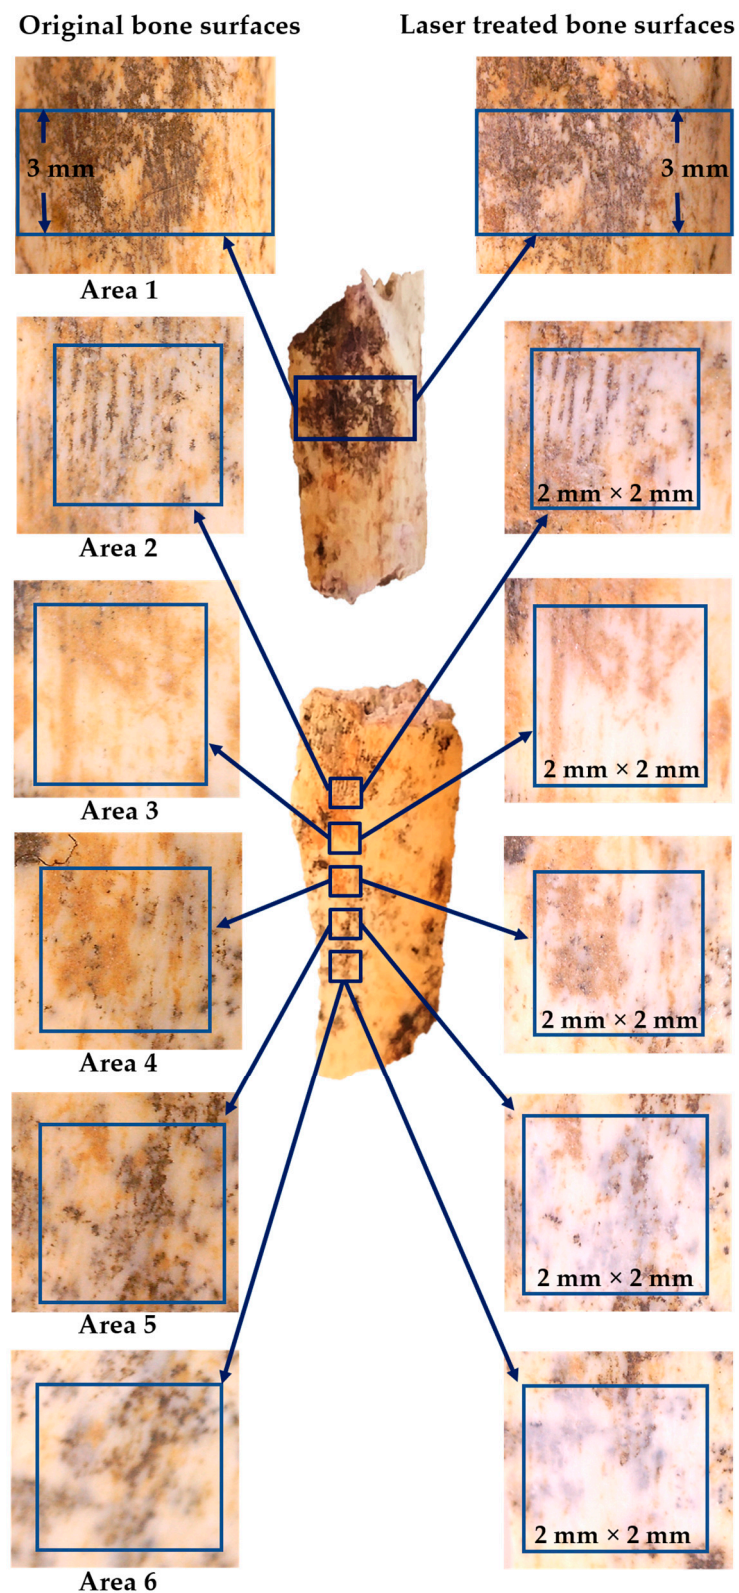 Original bone surfaces
Laser treated bone surfaces
3 mm
3 mm
Area 1
2 mm × 2 mm
Area 2
2 mm × 2 mm
Area 3
2 mm × 2 mm
Area 4
2 mm × 2 mm
Area 5
2 mm × 2 mm
Area 6